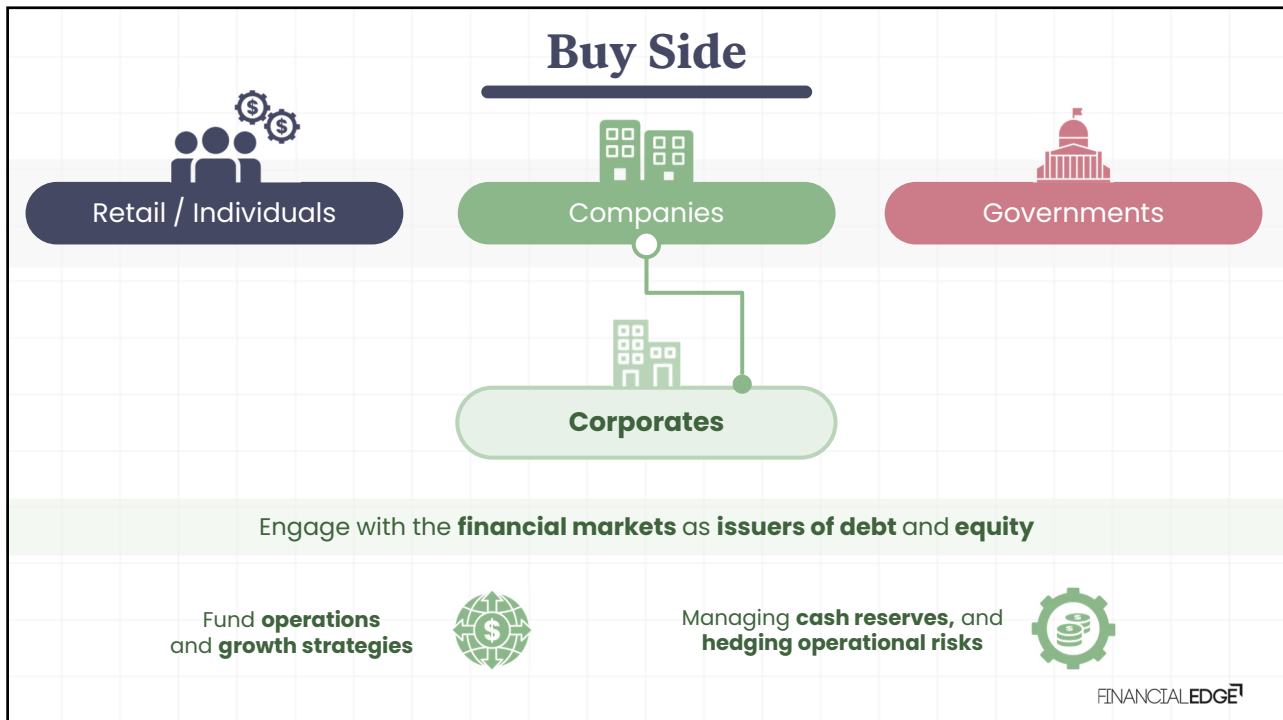 Buy Side
Retail / Individuals
Companies
Governments
Corporates
Engage with the financial markets as issuers of debt and equity
Fund operations
and growth strategies
Managing cash reserves, and
hedging operational risks
FINANCIALEDGE